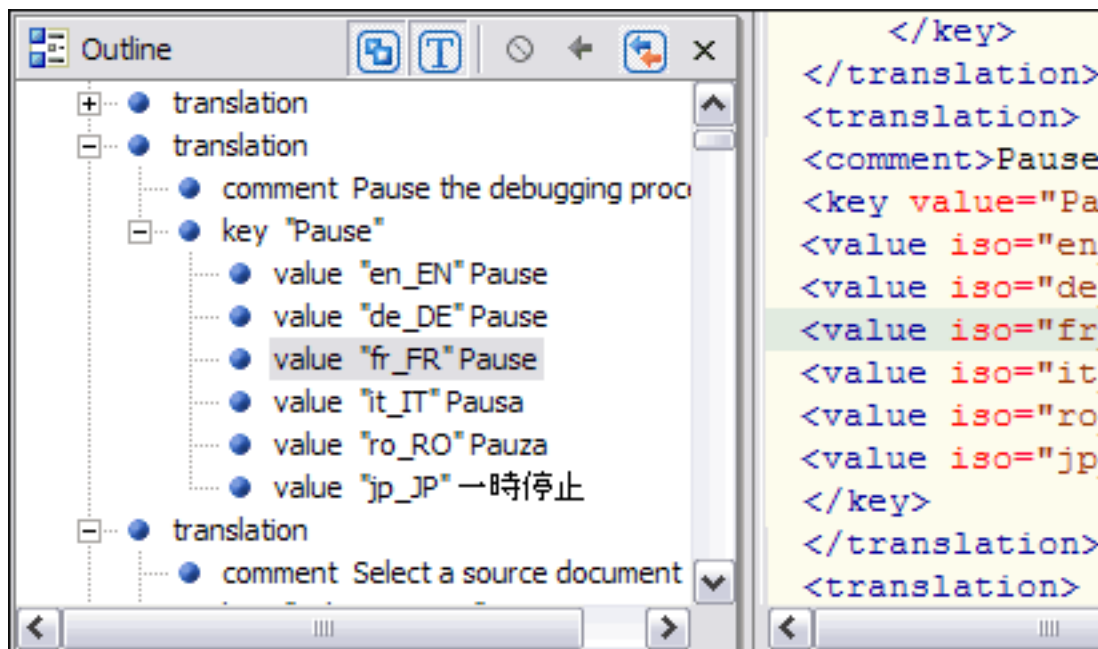 Outline
translation
translation
comment Pause the debugging proc
key "Pause"
value "en_EN" Pause
value "de_DE" Pause
value "fr_FR" Pause
value "it_IT" Pausa
value "ro_RO" Pauza
value "jp_JP" 一時停止
translation
comment Select a source document
</key>
</translation>
<translation>
<comment>Pause
<key value="Pa
<value iso="en
<value iso="de
<value iso="fr
<value iso="it
<value iso="ro
<value iso="jp
</key>
</translation>
<translation>